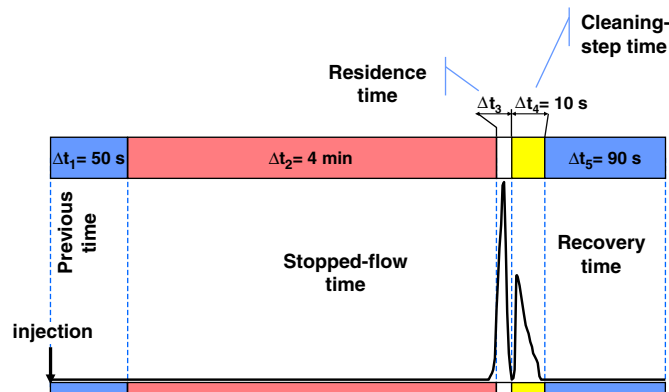 Cleaning-
step time
Residence
time
Δt3
Δt4= 10 s
Δt1= 50 s
Δt2= 4 min
Δt5= 90 s
Previous
time
Stopped-flow
time
Recovery
time
injection